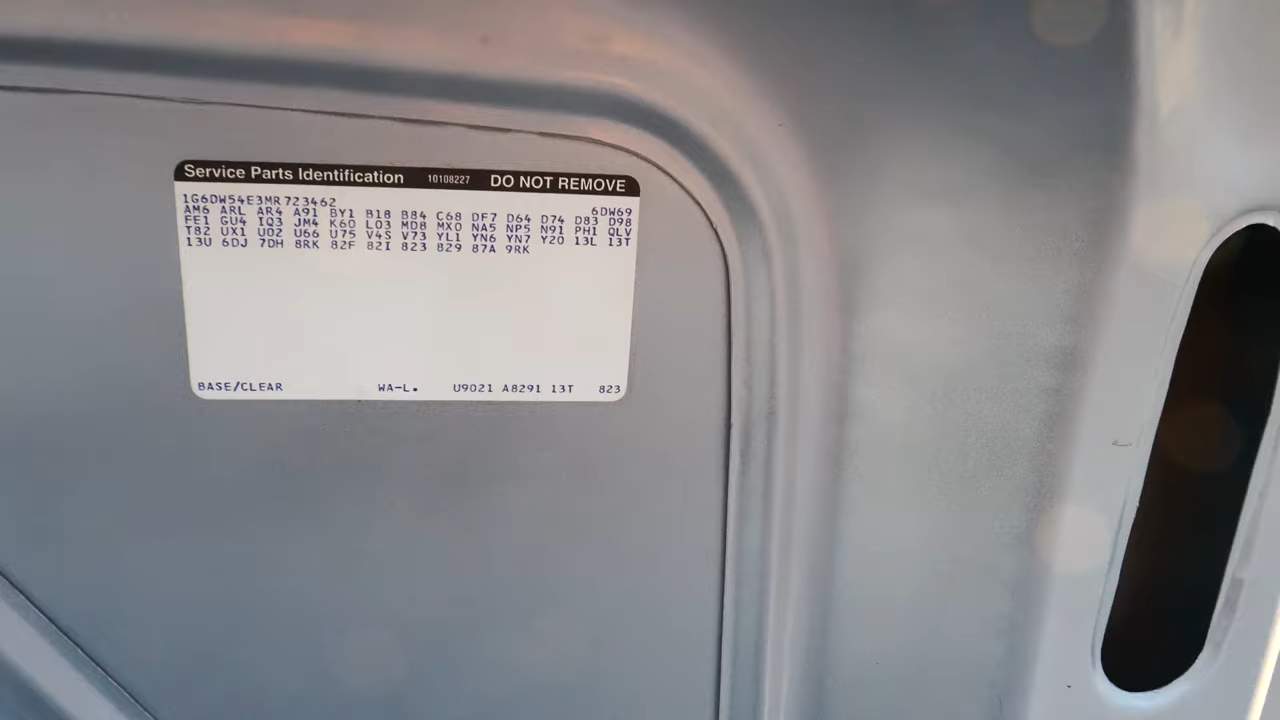 Service Parts Identification 10108227 DO NOT REMOVE
1G6DW54E3MR723462 6DW69
AM6 ARL AR4 A91 BY1 B18 B84 C68 DF7 D64 D74 D83 D98
FE1 GU4 IQ3 JM4 K60 L03 MD8 MX0 NA5 NP5 N91 PH1 QLV
T82 UX1 U02 U66 U75 V4S V73 YL1 YN6 YN7 Y20 13L 13T
13U 6DJ 7DH 8RK 82F 82I 823 829 87A 9RK
BASE/CLEAR WA-L. U9021 A8291 13T 823